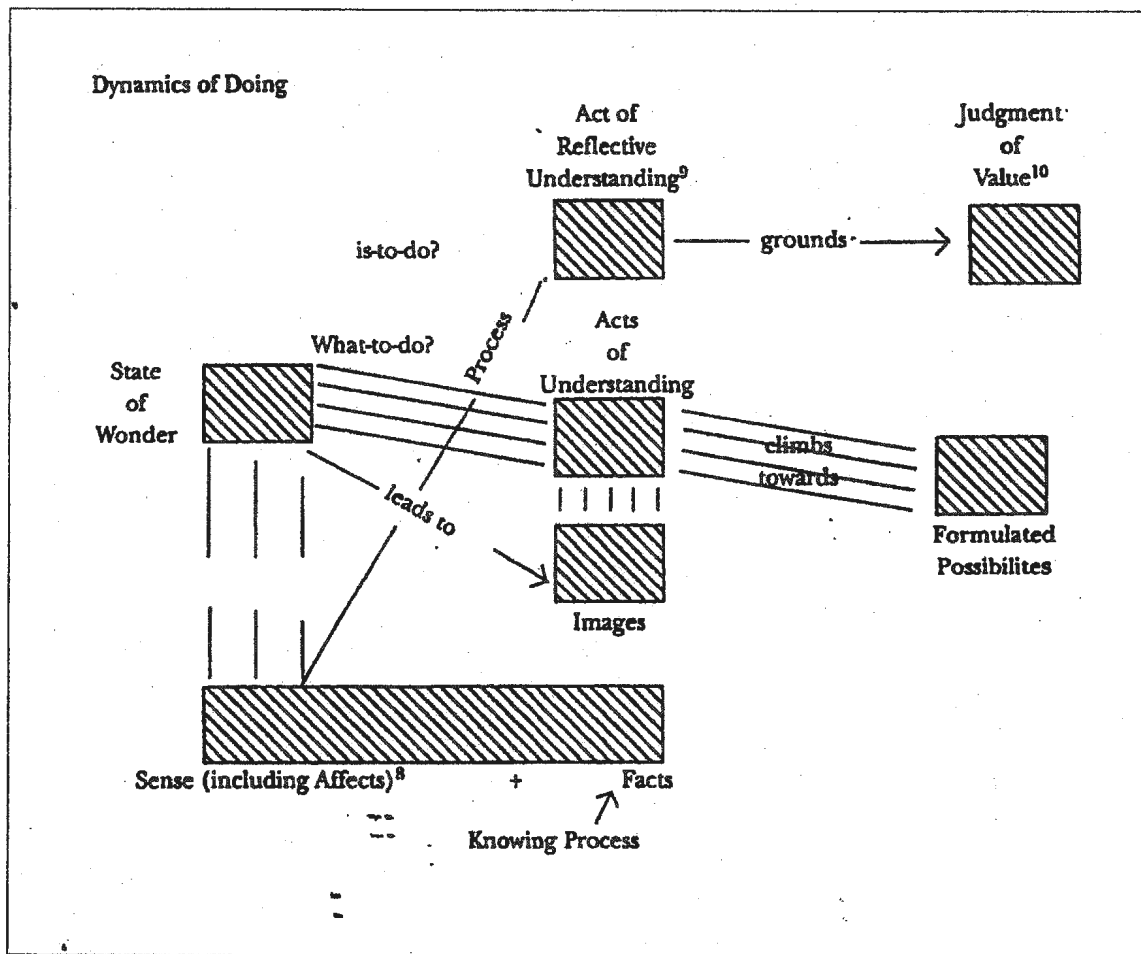 Dynamics of Doing
Act of
Reflective
Understanding⁹
Judgment
of
Value¹⁰
is-to-do?
grounds
Process
What-to-do?
Acts
of
Understanding
State
of
Wonder
climbs
towards
leads to
Formulated
Possibilites
Images
Sense (including Affects)⁸ + Facts
Knowing Process